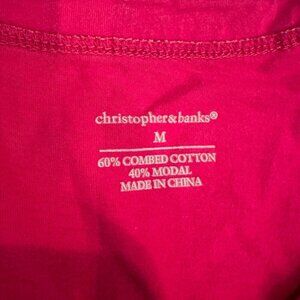 christopher&banks®
M
60% COMBED COTTON
40% MODAL
MADE IN CHINA